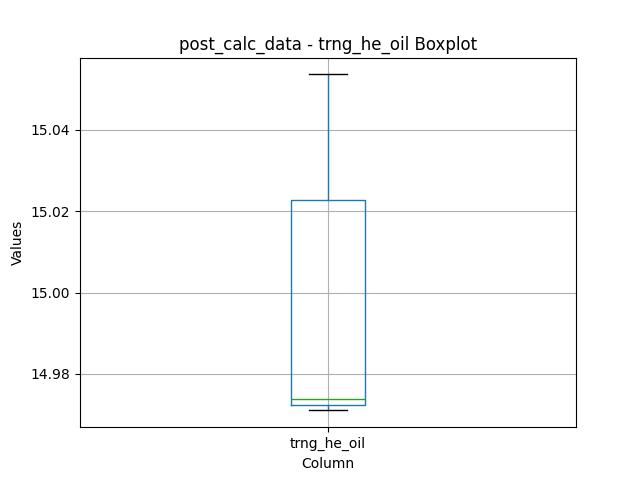 post_calc_data - trng_he_oil Boxplot
15.04
15.02
15.00
14.98
Values
trng_he_oil
Column